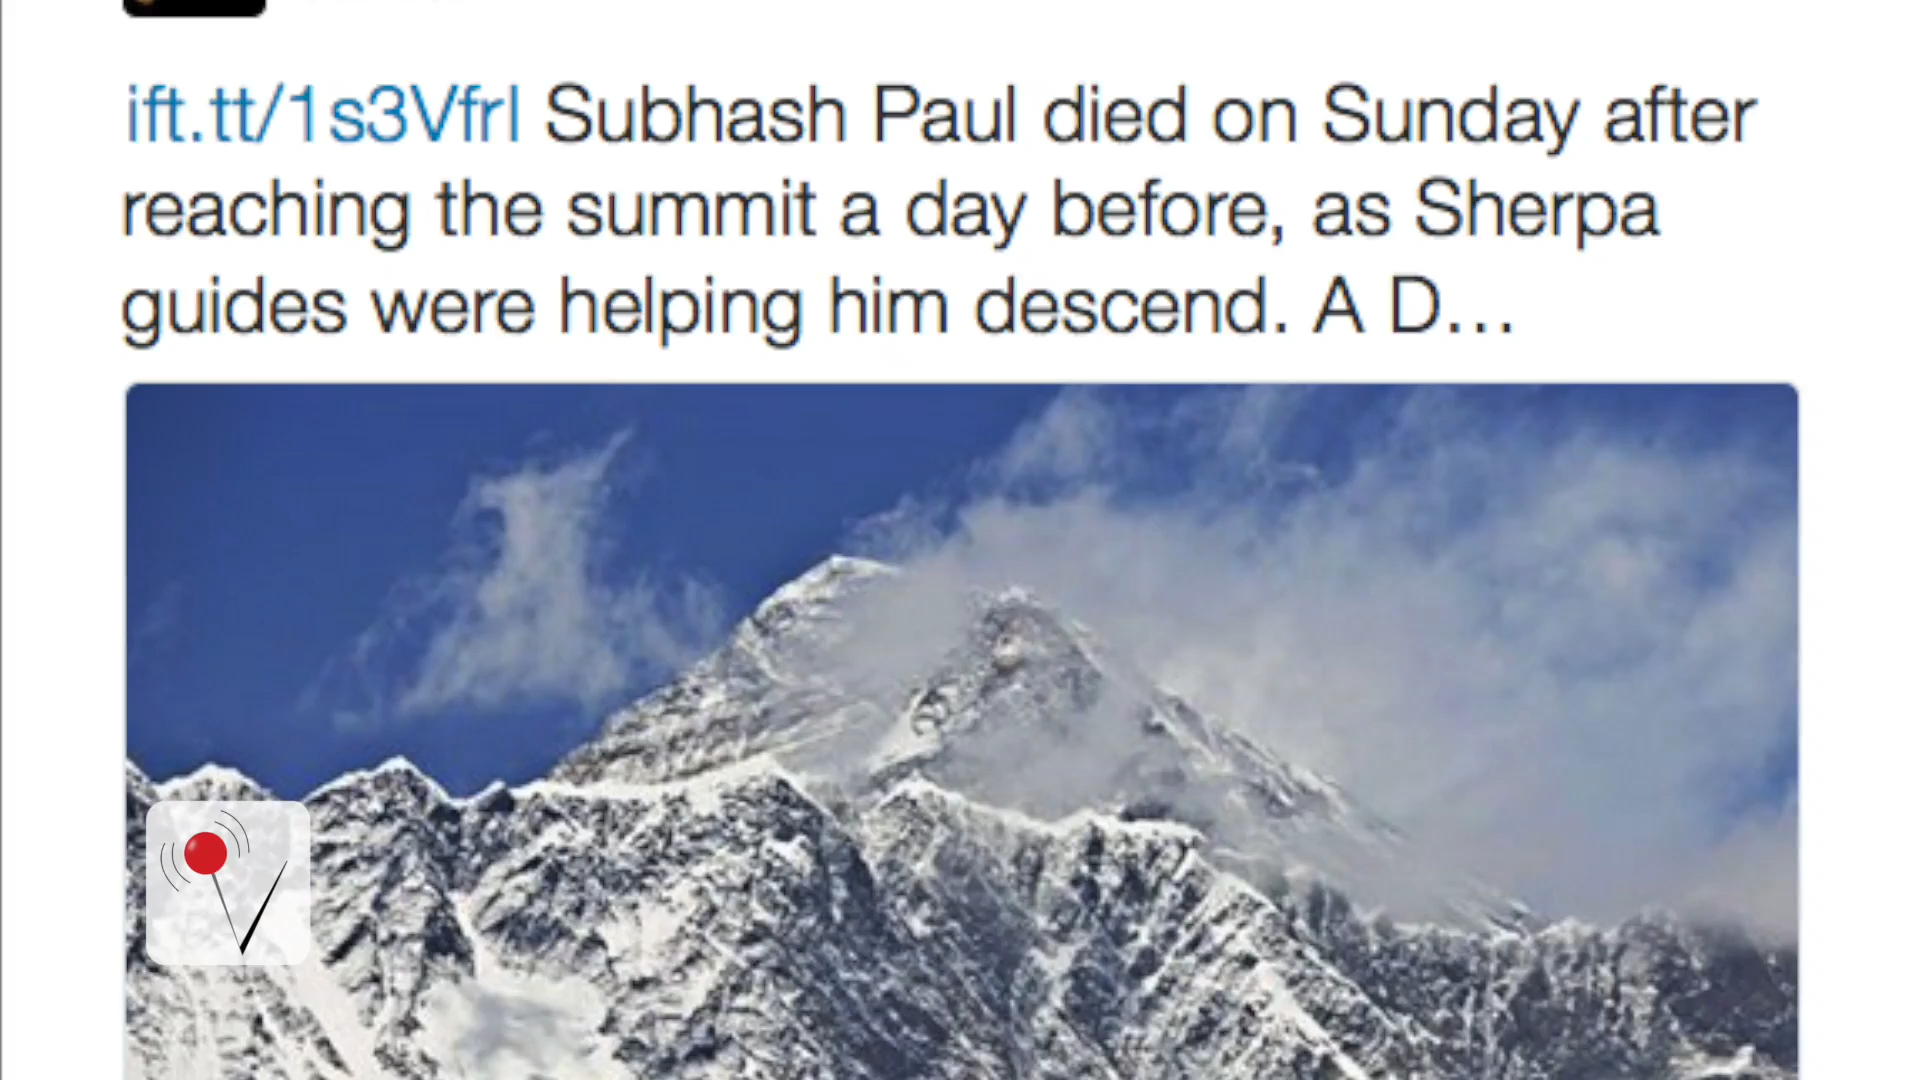 ift.tt/1s3Vfrl Subhash Paul died on Sunday after
reaching the summit a day before, as Sherpa
guides were helping him descend. A D...